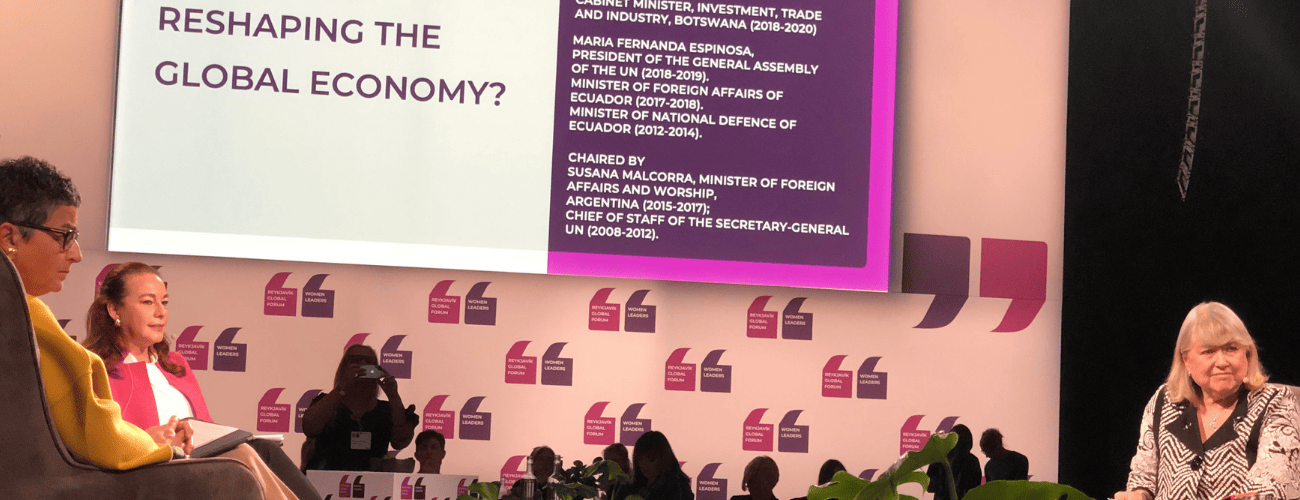 RESHAPING THE
GLOBAL ECONOMY?
CABINET MINISTER, INVESTMENT, TRADE
AND INDUSTRY, BOTSWANA (2018-2020)
MARIA FERNANDA ESPINOSA,
PRESIDENT OF THE GENERAL ASSEMBLY
OF THE UN (2018-2019).
MINISTER OF FOREIGN AFFAIRS OF
ECUADOR (2017-2018).
MINISTER OF NATIONAL DEFENCE OF
ECUADOR (2012-2014).
CHAIRED BY
SUSANA MALCORRA, MINISTER OF FOREIGN
AFFAIRS AND WORSHIP,
ARGENTINA (2015-2017);
CHIEF OF STAFF OF THE SECRETARY-GENERAL
UN (2008-2012).
REYKJAVÍK
GLOBAL
FORUM
WOMEN
LEADERS